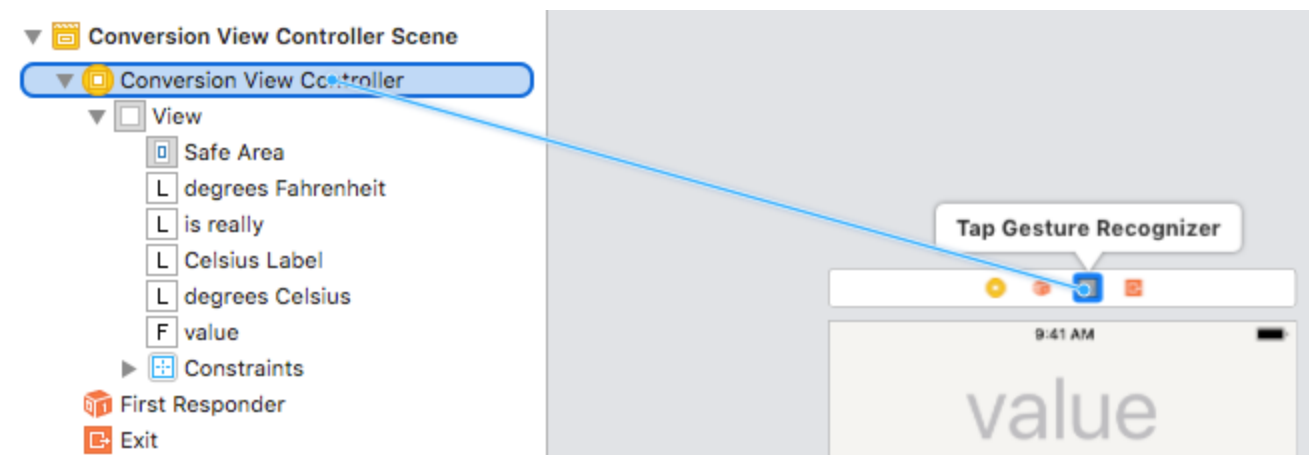 Conversion View Controller Scene
Conversion View Controller
View
Safe Area
L degrees Fahrenheit
L is really
L Celsius Label
L degrees Celsius
F value
Constraints
First Responder
Exit
Tap Gesture Recognizer
9:41 AM
value